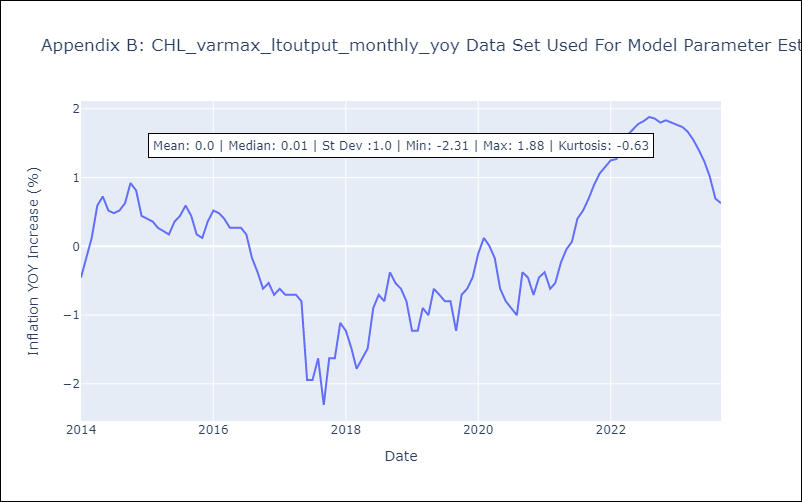 Appendix B: CHL_varmax_ltoutput_monthly_yoy Data Set Used For Model Parameter Est
Mean: 0.0 | Median: 0.01 | St Dev :1.0 | Min: -2.31 | Max: 1.88 | Kurtosis: -0.63
2
1
0
−1
−2
Inflation YOY Increase (%)
2014 2016 2018 2020 2022
Date